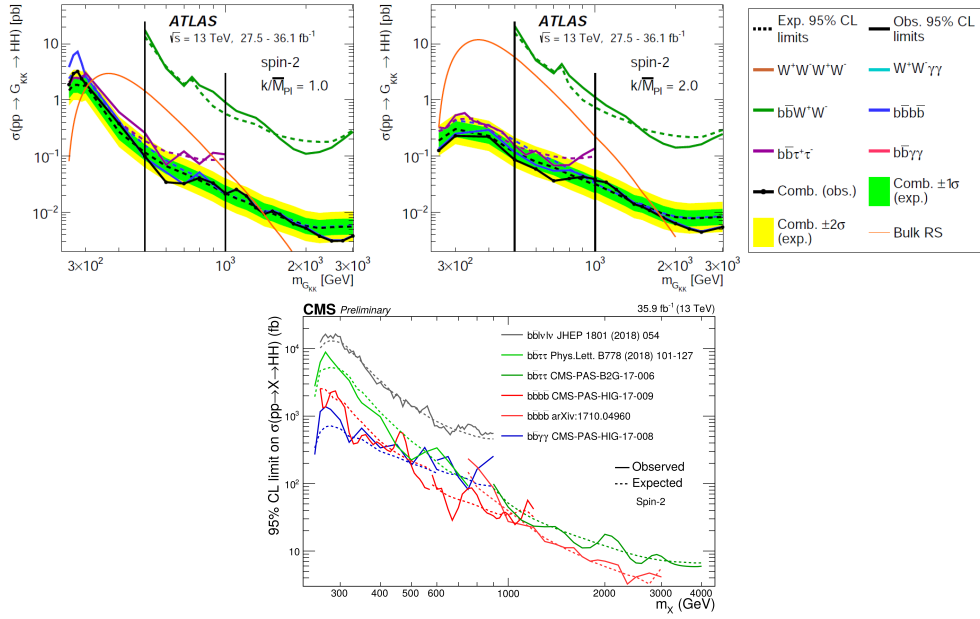 ATLAS
√s = 13 TeV, 27.5 - 36.1 fb⁻¹
spin-2
k/M̅Pl = 1.0
σ(pp → GKK → HH) [pb]
10
1
10⁻¹
10⁻²
3×10²
10³
2×10³
3×10³
mGKK [GeV]
ATLAS
√s = 13 TeV, 27.5 - 36.1 fb⁻¹
spin-2
k/M̅Pl = 2.0
σ(pp → GKK → HH) [pb]
10
1
10⁻¹
10⁻²
3×10²
10³
2×10³
3×10³
mGKK [GeV]
Exp. 95% CL limits
Obs. 95% CL limits
W⁺W⁻W⁺W⁻
W⁺W⁻γγ
bb̅W⁺W⁻
bb̅bb̅
bb̅τ⁺τ⁻
bb̅γγ
Comb. (obs.)
Comb. ±1σ (exp.)
Comb. ±2σ (exp.)
Bulk RS
CMS Preliminary
35.9 fb⁻¹ (13 TeV)
95% CL limit on σ(pp→X→HH) (fb)
10⁴
10³
10²
10
bblνlν JHEP 1801 (2018) 054
bb̅ττ Phys.Lett. B778 (2018) 101-127
bb̅ττ CMS-PAS-B2G-17-006
bbbb CMS-PAS-HIG-17-009
bbbb arXiv:1710.04960
bb̅γγ CMS-PAS-HIG-17-008
Observed
Expected
Spin-2
300
400
500
600
1000
2000
3000
4000
mX (GeV)